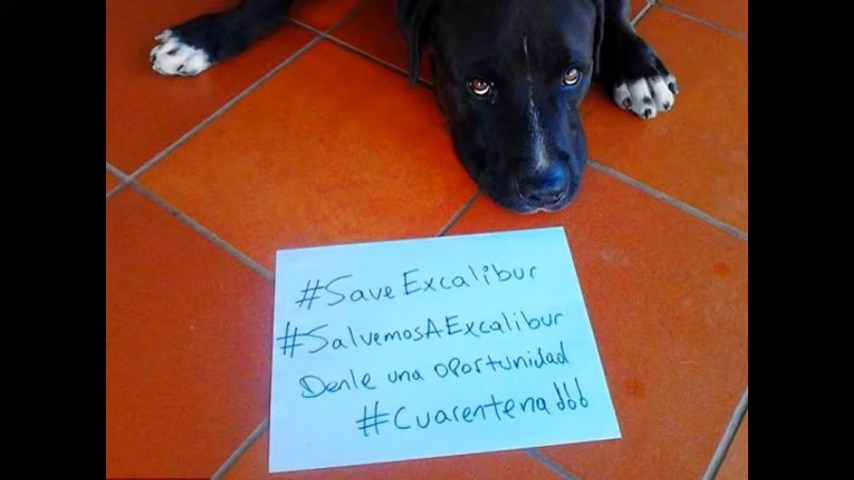 #SaveExcalibur
#SalvemosAExcalibur
Denle una oportunidad
#Cuarentena